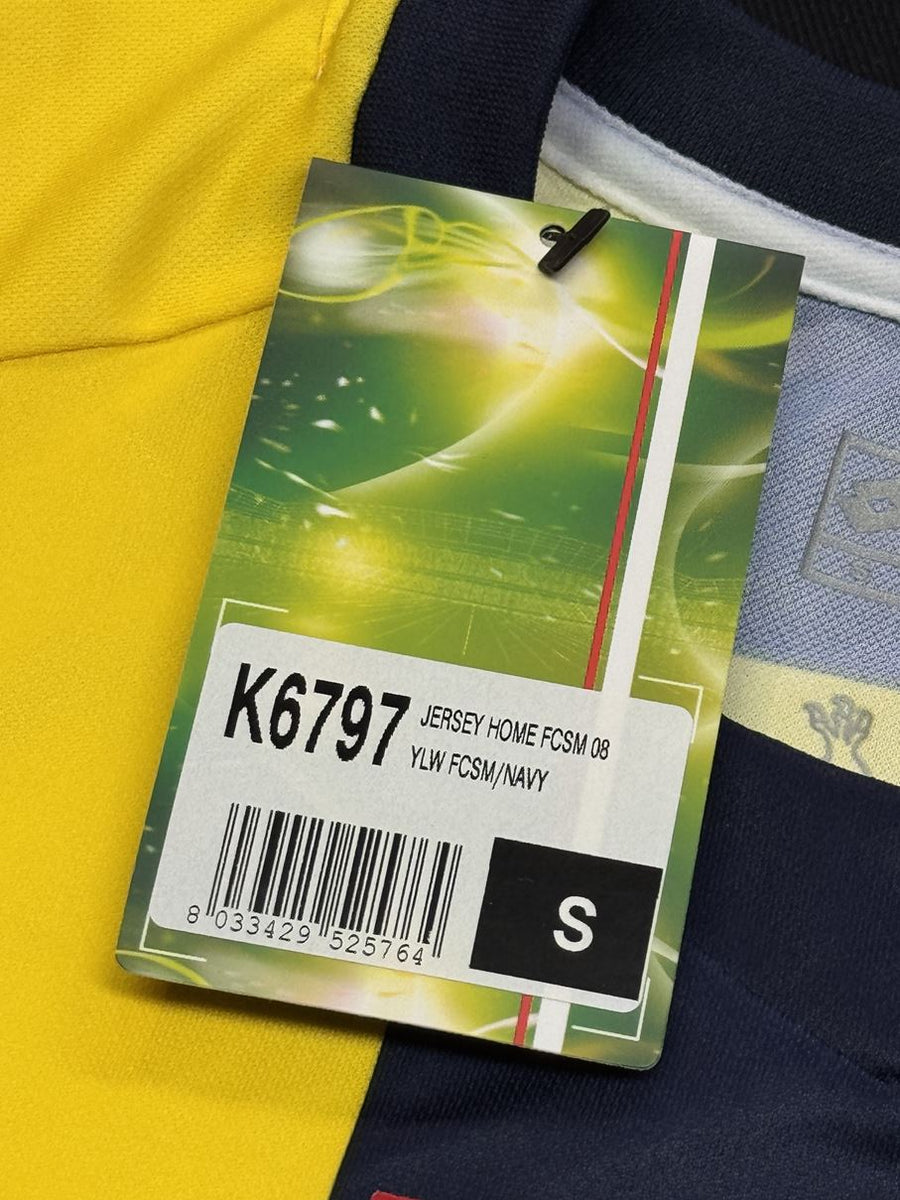 K6797
JERSEY HOME FCSM 08
YLW FCSM/NAVY
S
8 033429 525764